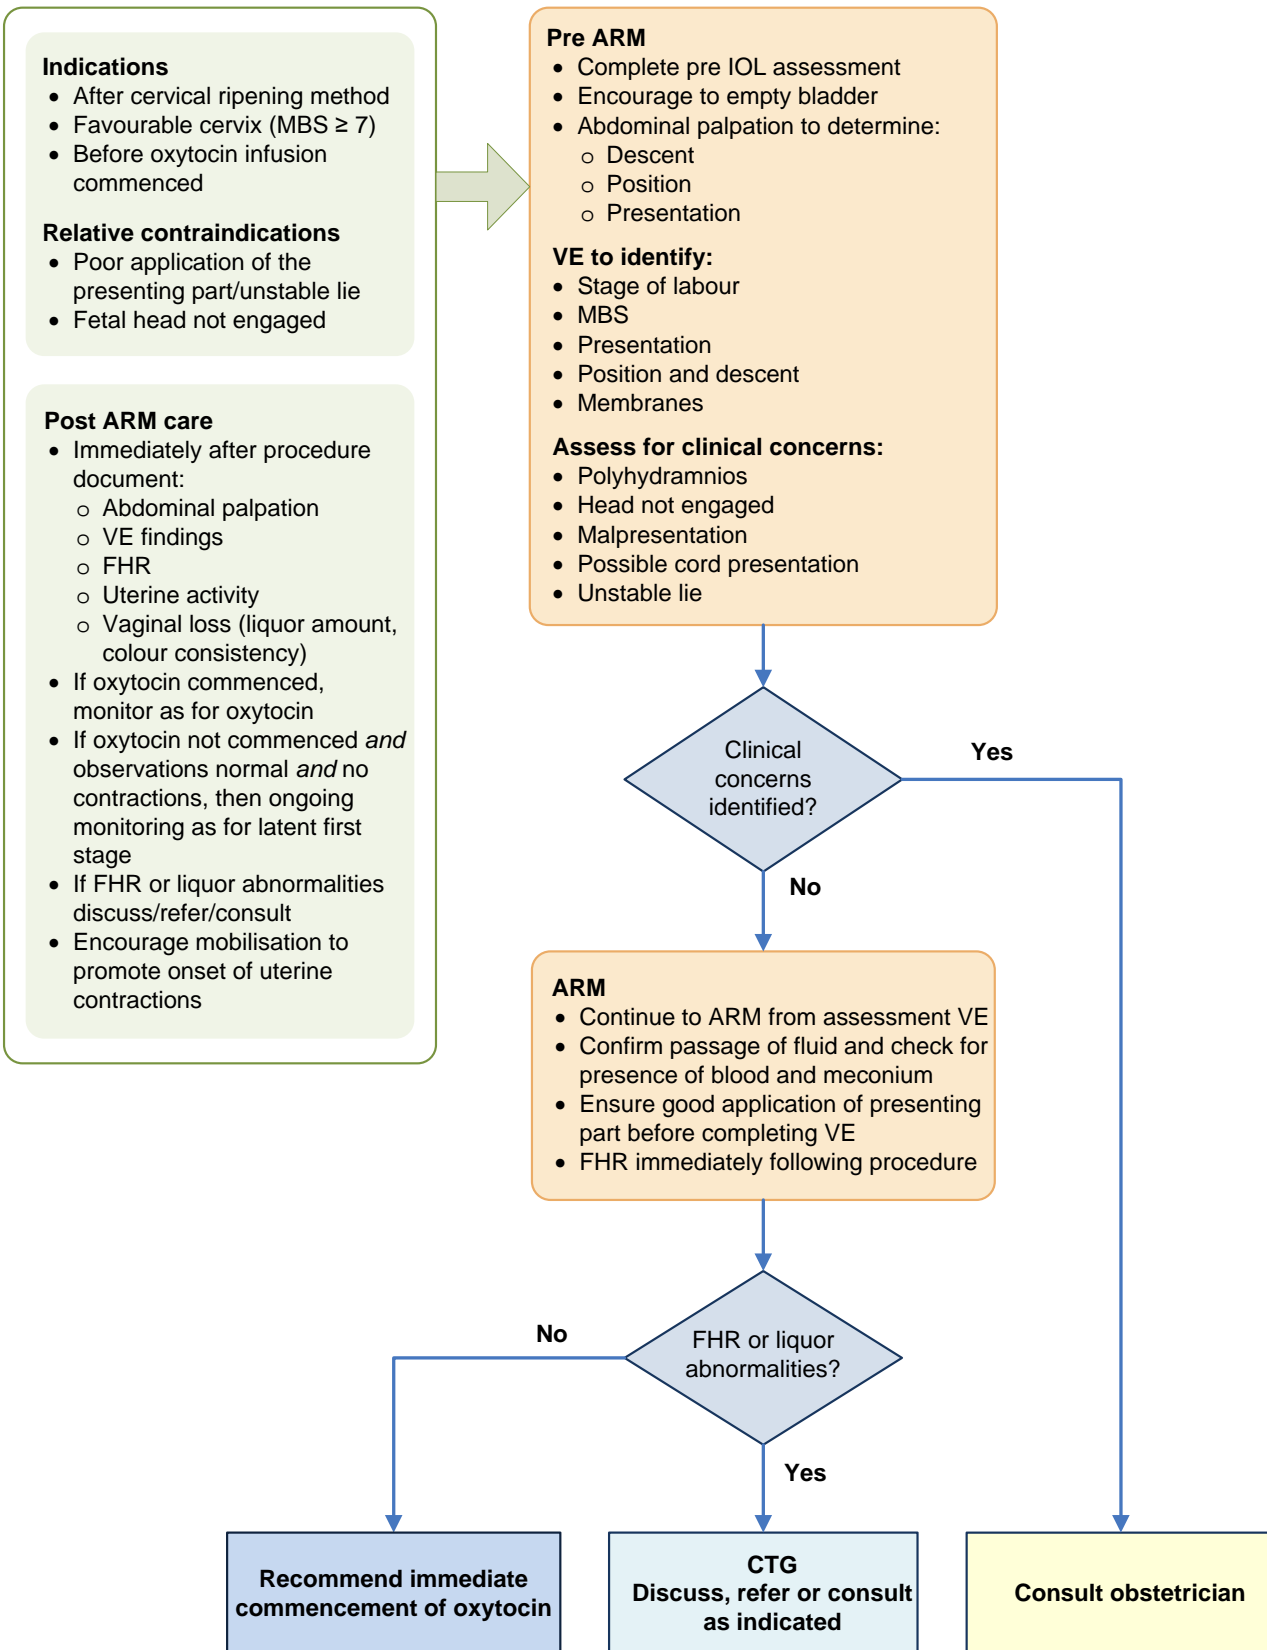 Indications
• After cervical ripening method
• Favourable cervix (MBS ≥ 7)
• Before oxytocin infusion
commenced
Relative contraindications
• Poor application of the
presenting part/unstable lie
• Fetal head not engaged
Post ARM care
• Immediately after procedure
document:
o Abdominal palpation
o VE findings
o FHR
o Uterine activity
o Vaginal loss (liquor amount,
colour consistency)
• If oxytocin commenced,
monitor as for oxytocin
• If oxytocin not commenced and
observations normal and no
contractions, then ongoing
monitoring as for latent first
stage
• If FHR or liquor abnormalities
discuss/refer/consult
• Encourage mobilisation to
promote onset of uterine
contractions
Pre ARM
• Complete pre IOL assessment
• Encourage to empty bladder
• Abdominal palpation to determine:
o Descent
o Position
o Presentation
VE to identify:
• Stage of labour
• MBS
• Presentation
• Position and descent
• Membranes
Assess for clinical concerns:
• Polyhydramnios
• Head not engaged
• Malpresentation
• Possible cord presentation
• Unstable lie
Clinical
concerns
identified?
Yes
No
ARM
• Continue to ARM from assessment VE
• Confirm passage of fluid and check for
presence of blood and meconium
• Ensure good application of presenting
part before completing VE
• FHR immediately following procedure
FHR or liquor
abnormalities?
No
Yes
Recommend immediate
commencement of oxytocin
CTG
Discuss, refer or consult
as indicated
Consult obstetrician